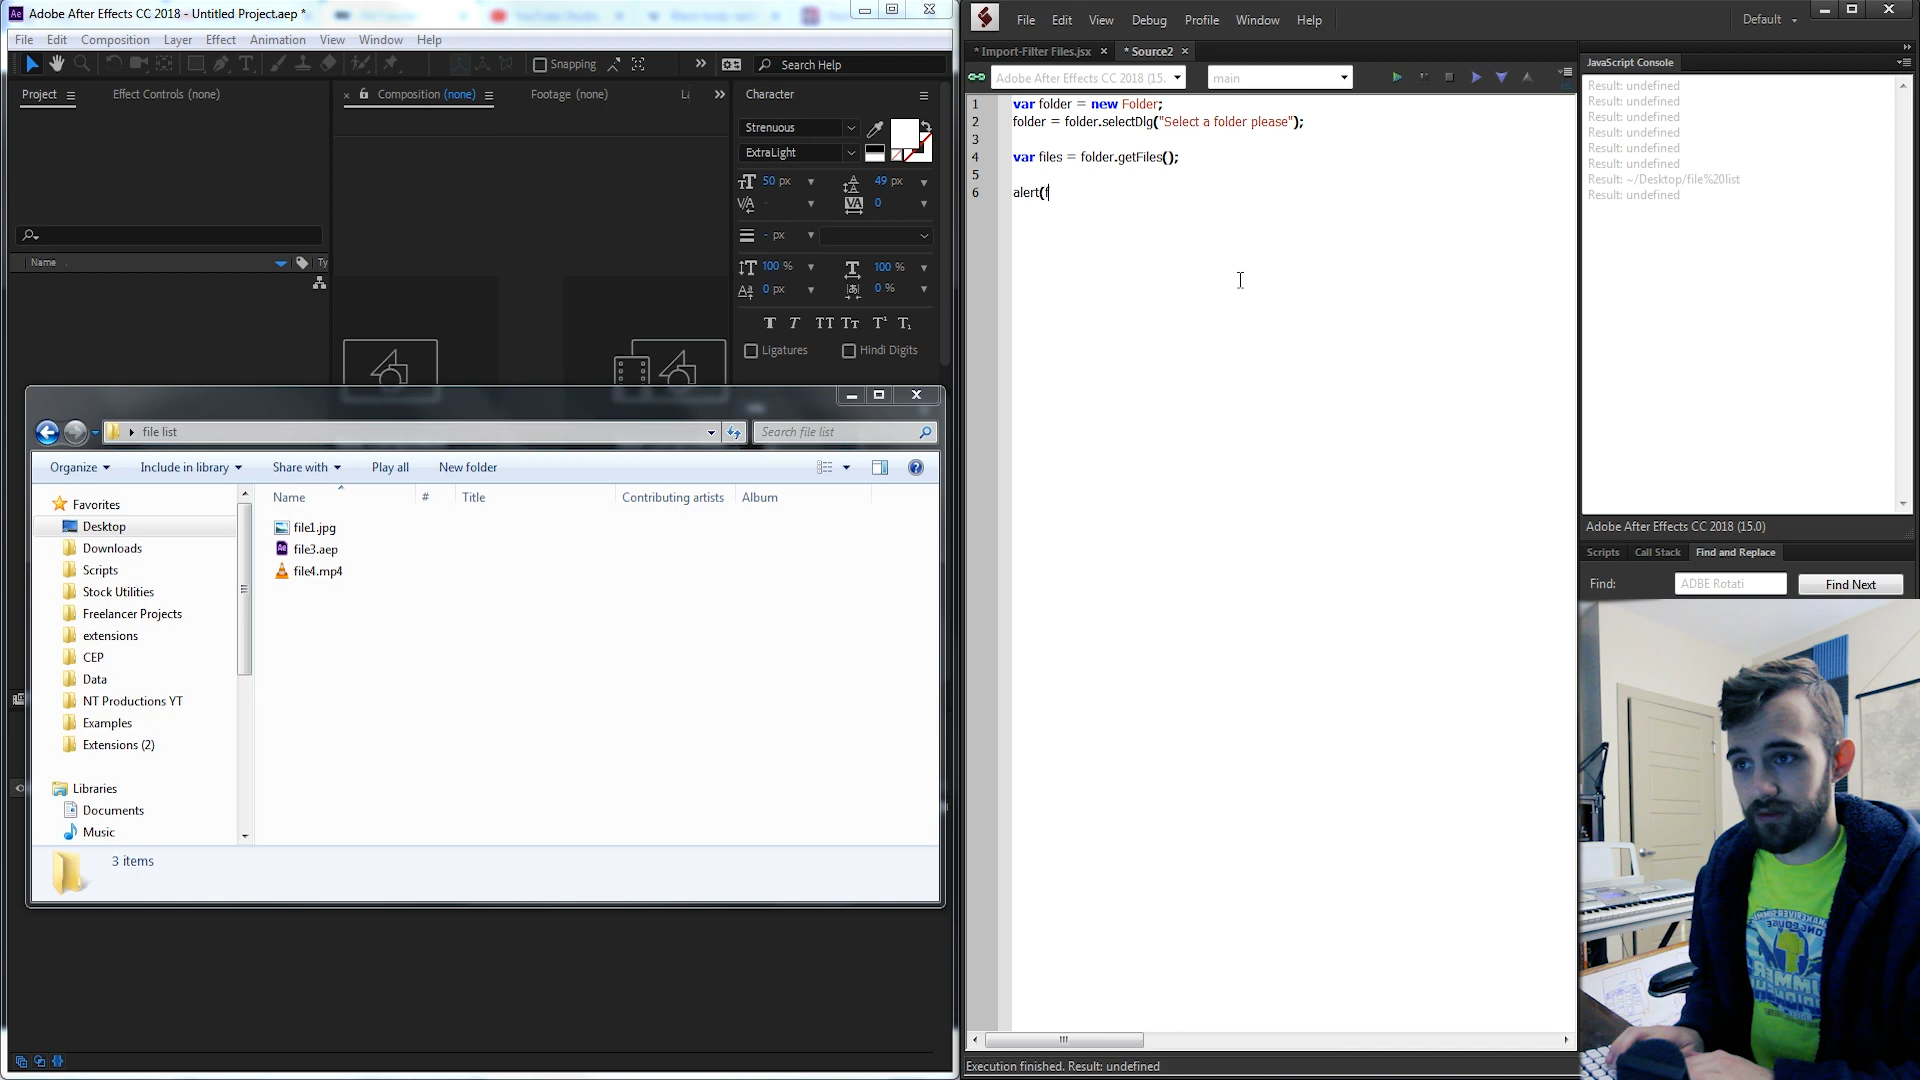 Adobe After Effects CC 2018 - Untitled Project.aep *
File Edit Composition Layer Effect Animation View Window Help
Snapping
Search Help
Project
Effect Controls (none)
Composition (none)
Footage (none)
Character
Strenuous
ExtraLight
50 px
49 px
0
- px
100 %
100 %
0 px
0 %
Ligatures
Hindi Digits
Name
Ty
file list
Search file list
Organize
Include in library
Share with
Play all
New folder
Name
#
Title
Contributing artists
Album
Favorites
Desktop
Downloads
Scripts
Stock Utilities
Freelancer Projects
extensions
CEP
Data
NT Productions YT
Examples
Extensions (2)
Libraries
Documents
Music
file1.jpg
file3.aep
file4.mp4
3 items
File Edit View Debug Profile Window Help
Default
* Import-Filter Files.jsx
* Source2
Adobe After Effects CC 2018 (15.
main
1 var folder = new Folder;
2 folder = folder.selectDlg("Select a folder please");
3
4 var files = folder.getFiles();
5
6 alert(f
Execution finished. Result: undefined
JavaScript Console
Result: undefined
Result: undefined
Result: undefined
Result: undefined
Result: undefined
Result: undefined
Result: ~/Desktop/file%20list
Result: undefined
Adobe After Effects CC 2018 (15.0)
Scripts
Call Stack
Find and Replace
Find:
ADBE Rotati
Find Next